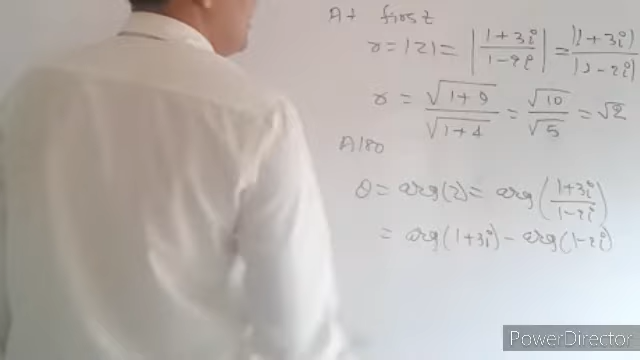 At first
r = |z| = |1+3i / 1-2i| = |1+3i| / |1-2i|
r = √1+9 / √1+4 = √10 / √5 = √2
Also
θ = arg(z) = arg(1+3i / 1-2i)
= arg(1+3i) - arg(1-2i)
PowerDirector